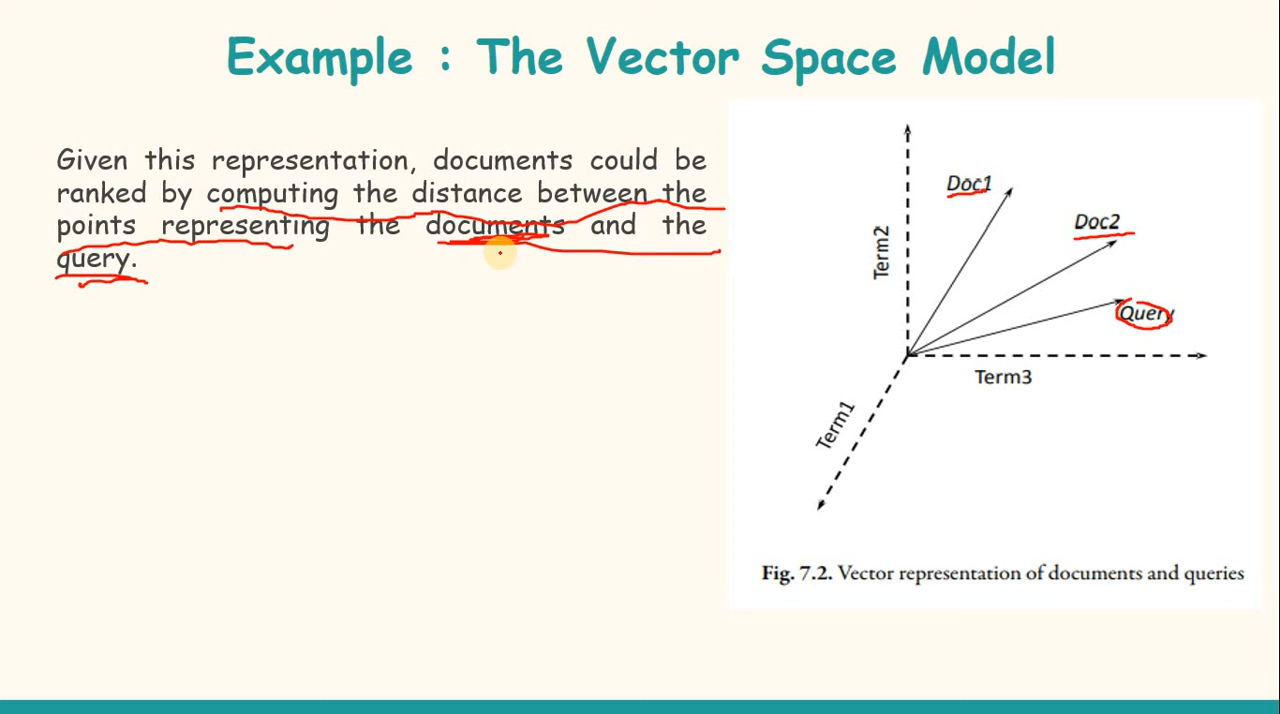 Example : The Vector Space Model
Given this representation, documents could be
ranked by computing the distance between the
points representing the documents and the
query.
Doc1
Doc2
Query
Term2
Term3
Term1
Fig. 7.2. Vector representation of documents and queries